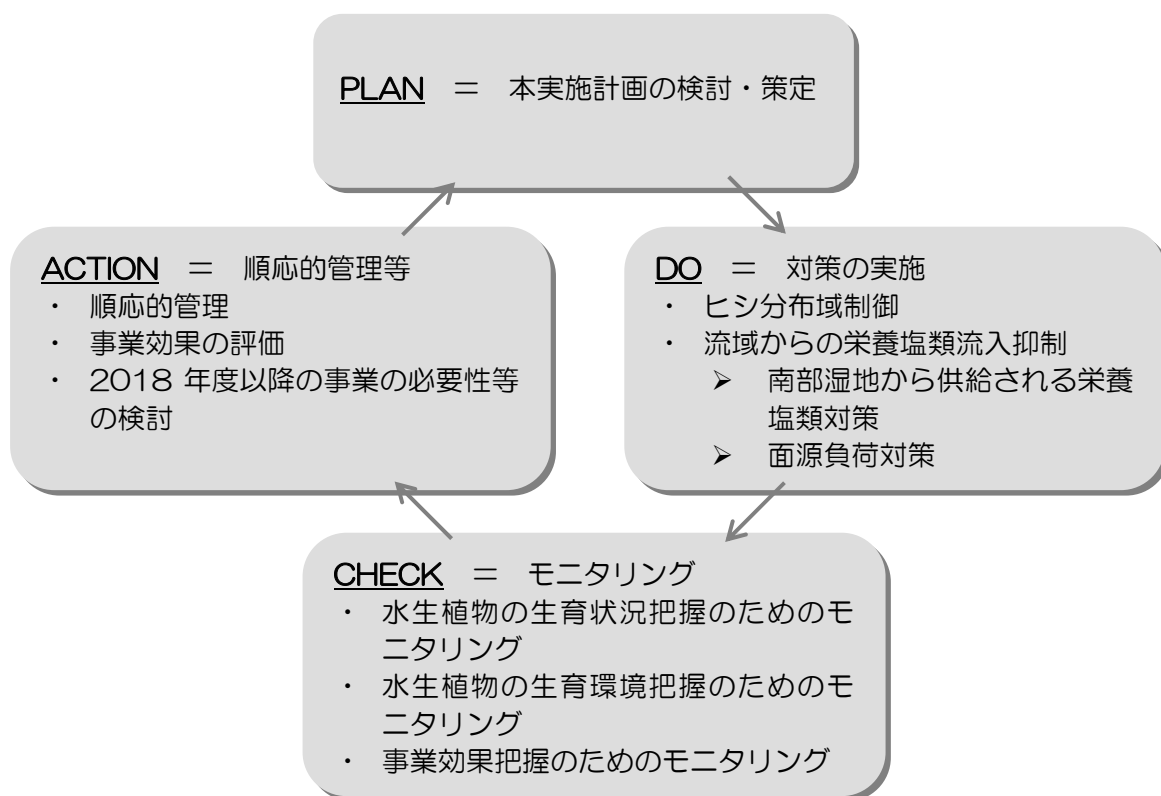 PLAN ＝ 本実施計画の検討・策定
ACTION ＝ 順応的管理等
・ 順応的管理
・ 事業効果の評価
・ 2018 年度以降の事業の必要性等
の検討
DO ＝ 対策の実施
・ ヒシ分布域制御
・ 流域からの栄養塩類流入抑制
➢ 南部湿地から供給される栄養
塩類対策
➢ 面源負荷対策
CHECK ＝ モニタリング
・ 水生植物の生育状況把握のためのモ
ニタリング
・ 水生植物の生育環境把握のためのモ
ニタリング
・ 事業効果把握のためのモニタリング